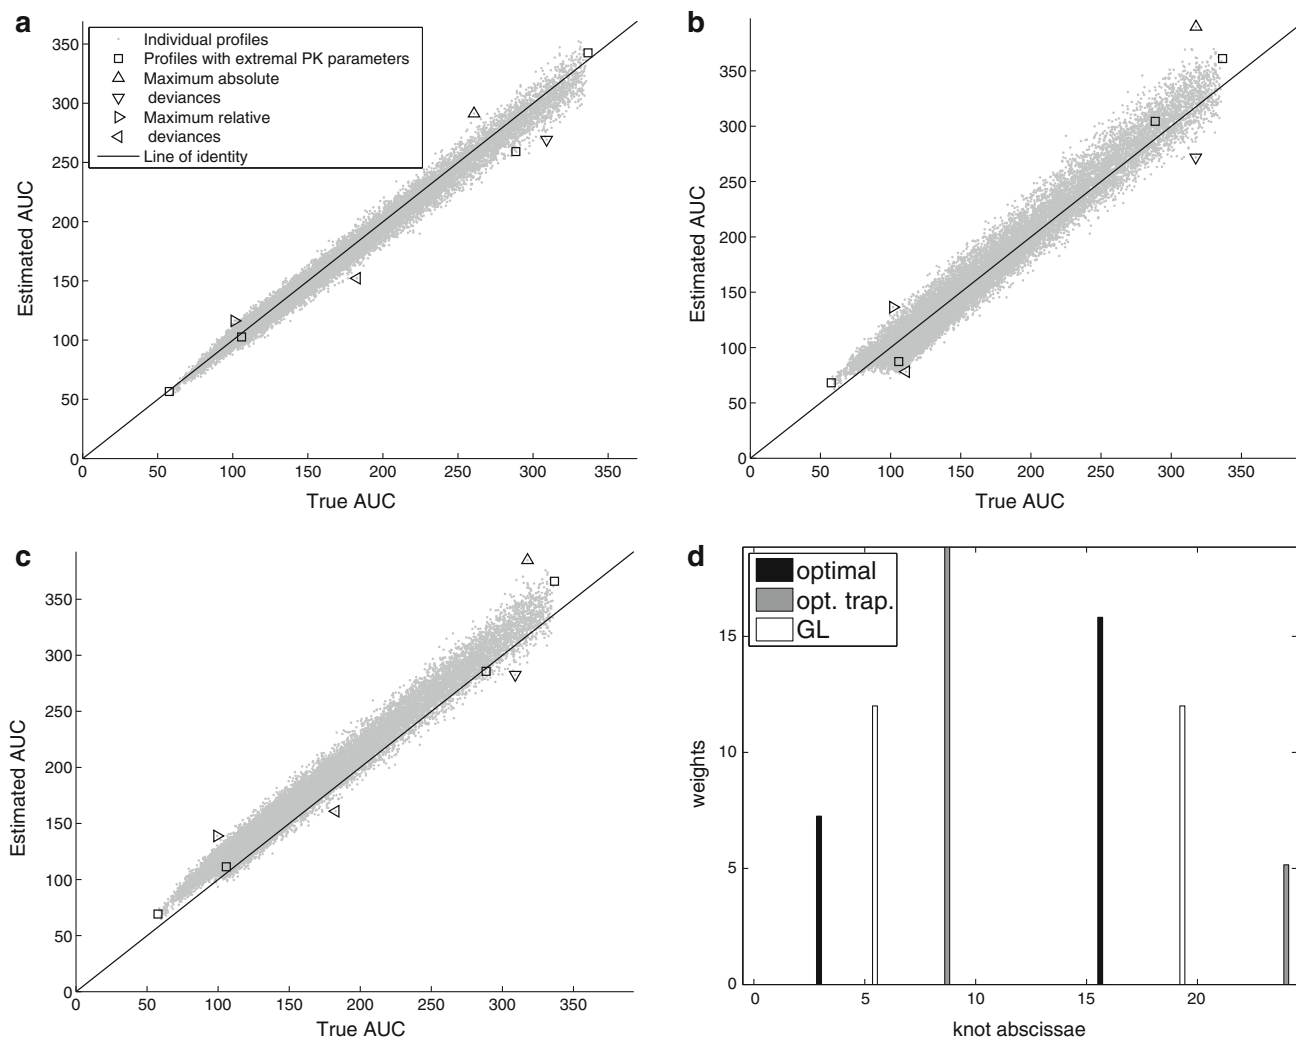 a
350
300
250
200
150
100
50
0
Individual profiles
Profiles with extremal PK parameters
Maximum absolute
deviances
Maximum relative
deviances
Line of identity
Estimated AUC
0 50 100 150 200 250 300 350
True AUC
b
350
300
250
200
150
100
50
0
Estimated AUC
0 50 100 150 200 250 300 350
True AUC
c
350
300
250
200
150
100
50
0
Estimated AUC
0 50 100 150 200 250 300 350
True AUC
d
optimal
opt. trap.
GL
15
10
5
0
weights
0 5 10 15 20
knot abscissae